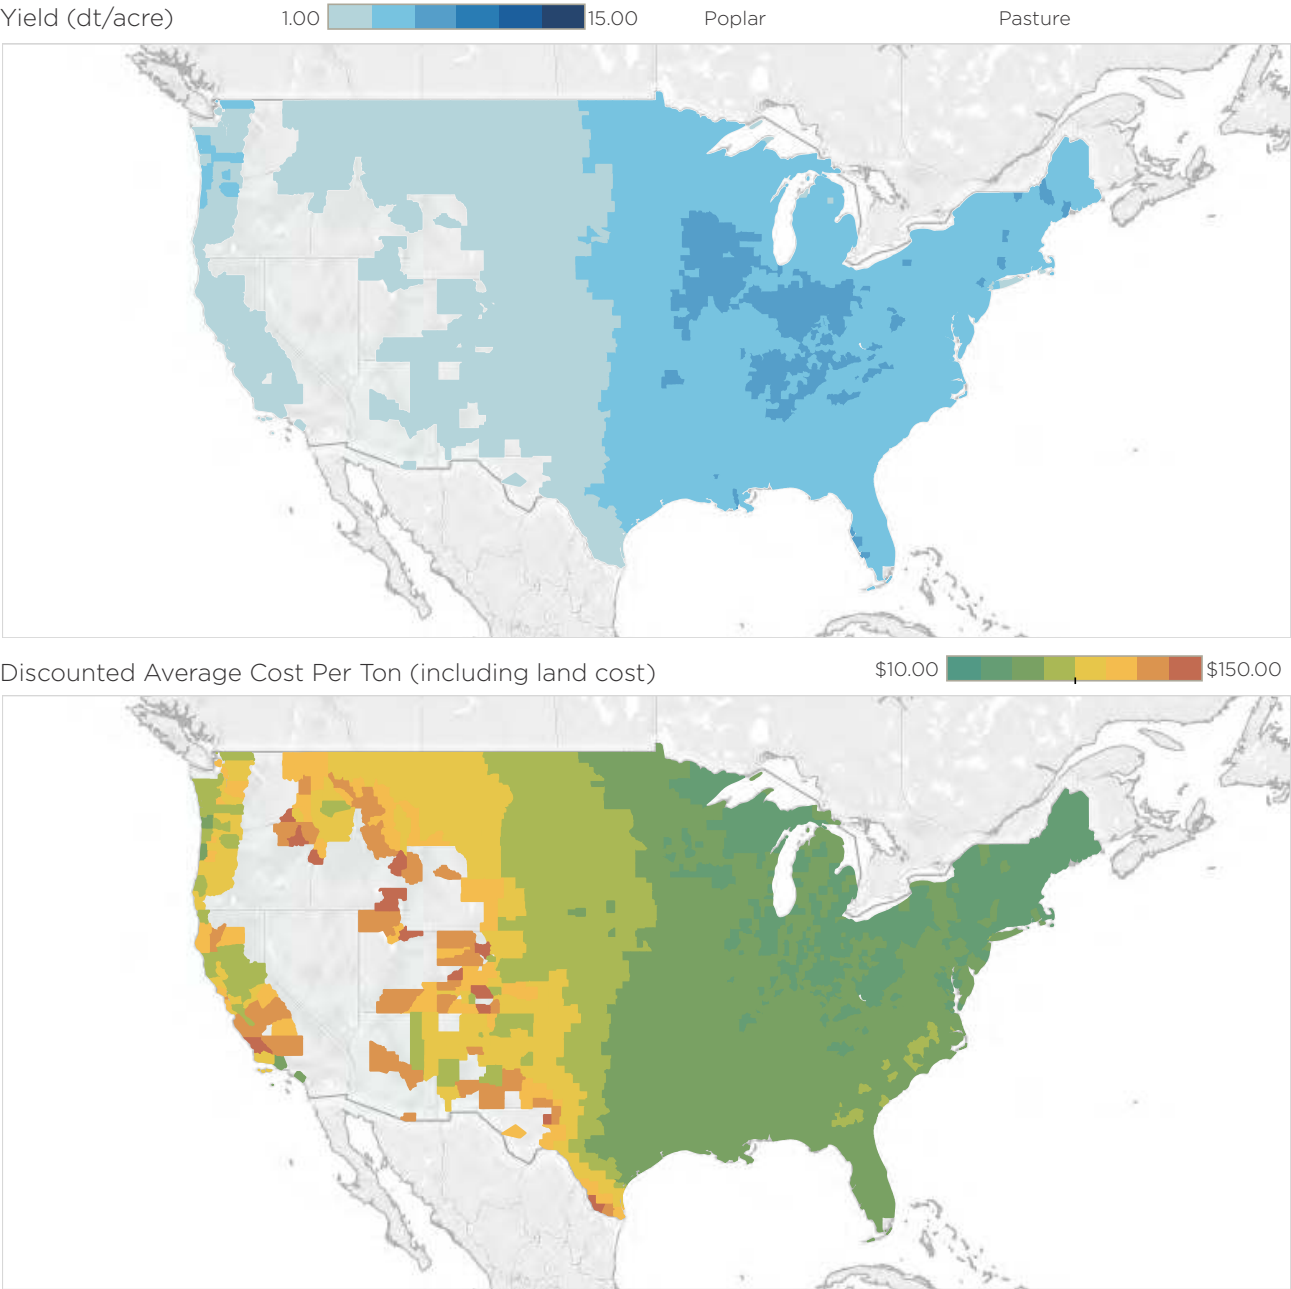 Yield (dt/acre) 1.00 15.00 Poplar Pasture
Discounted Average Cost Per Ton (including land cost) $10.00 $150.00